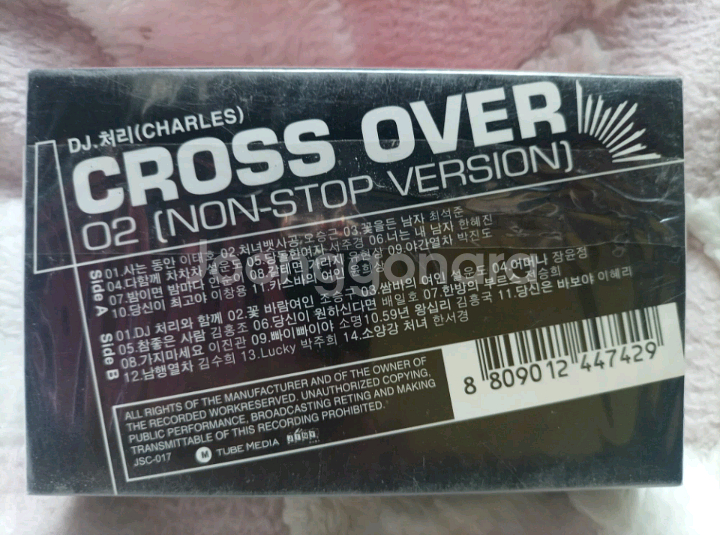 DJ.처리(CHARLES)
CROSS OVER
02 (NON-STOP VERSION)
Side A
01.사는 동안 이태호 02.처녀뱃사공 오승근 03.꽃을든 남자 최석준
04.다함께 차차차 설운도 05.당돌한여자 서주경 06.너는 내 남자 한혜진
07.밤이면 밤마다 인순이 08.갈테면 가라지 야간열차 박진도
10.당신이 최고야 이창용 11.카스바의 여인 윤희상
Side B
01.DJ 처리와 함께 02.꽃 바람여인 조승구 03.쌈바의 여인 설운도 04.어머나 장윤정
05.참좋은 사람 김홍조 06.당신이 원하신다면 배일호 07.한방의 부르스
08.가지마세요 이진관 09.빠이빠이야 소명 10.59년 왕십리 김흥국 11.당신은 바보야 이혜리
12.남행열차 김수희 13.Lucky 박주희 14.소양강 처녀 한서경
ALL RIGHTS OF THE MANUFACTURER AND OF THE OWNER OF
THE RECORDED WORKRESERVED. UNAUTHORIZED COPYING,
PUBLIC PERFORMANCE, BROADCASTING RETING AND MAKING
TRANSMITTABLE OF THIS RECORDING PROHIBITED.
JSC-017
M TUBE MEDIA
8 809012 447429